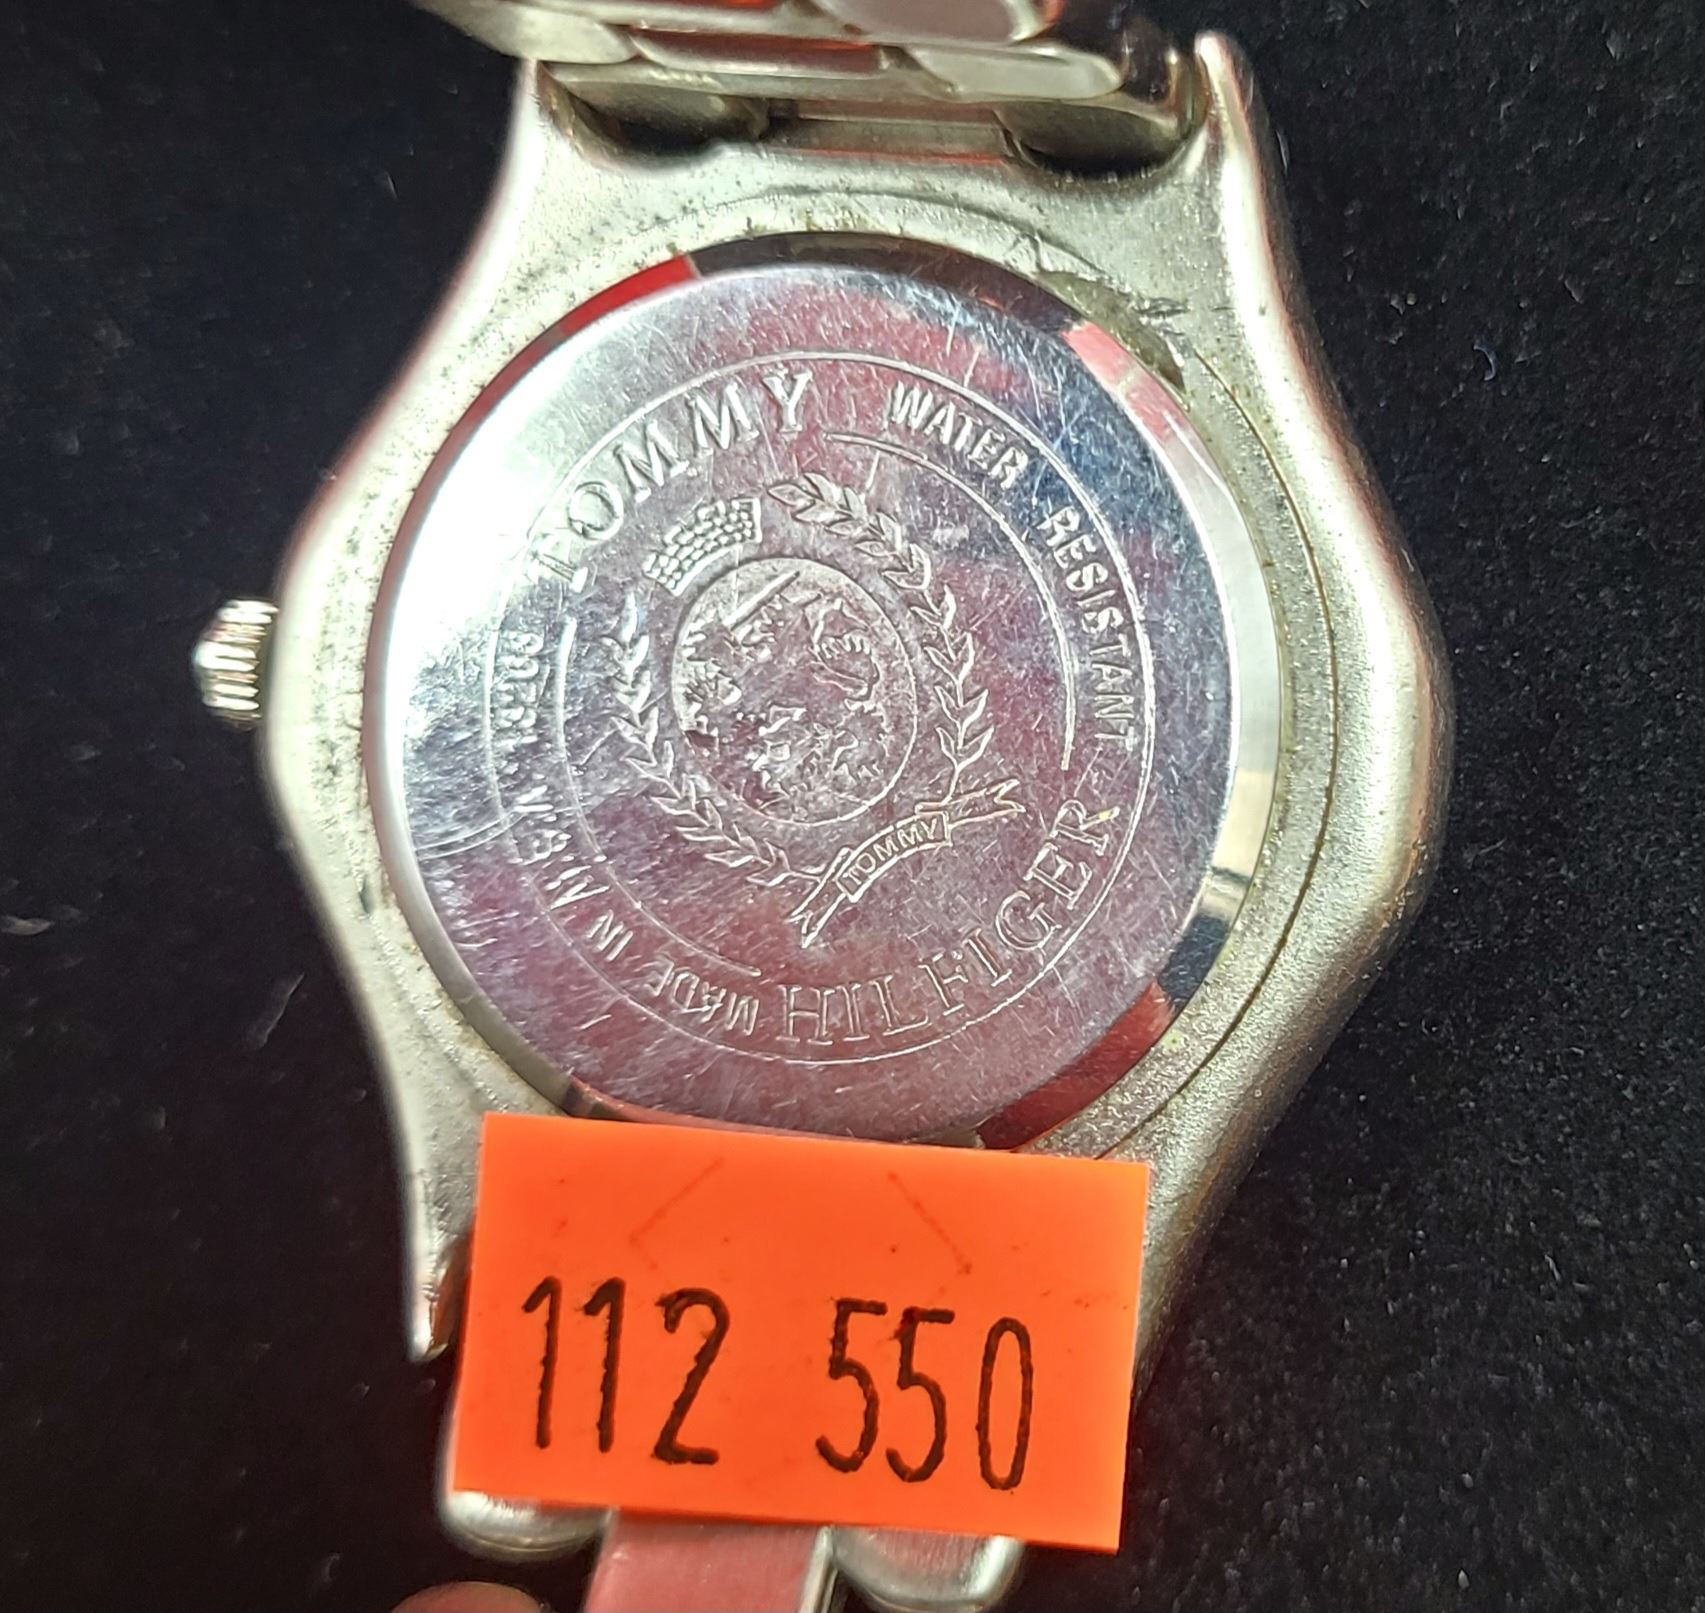 TOMMY
WATER RESISTANT
HILFIGER
MADE IN
TOMMY
112 550